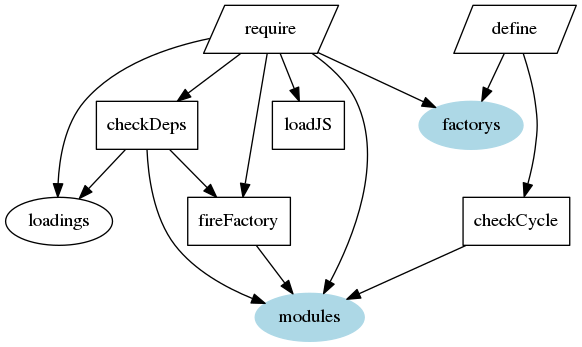 require
define
checkDeps
loadJS
factorys
loadings
fireFactory
checkCycle
modules